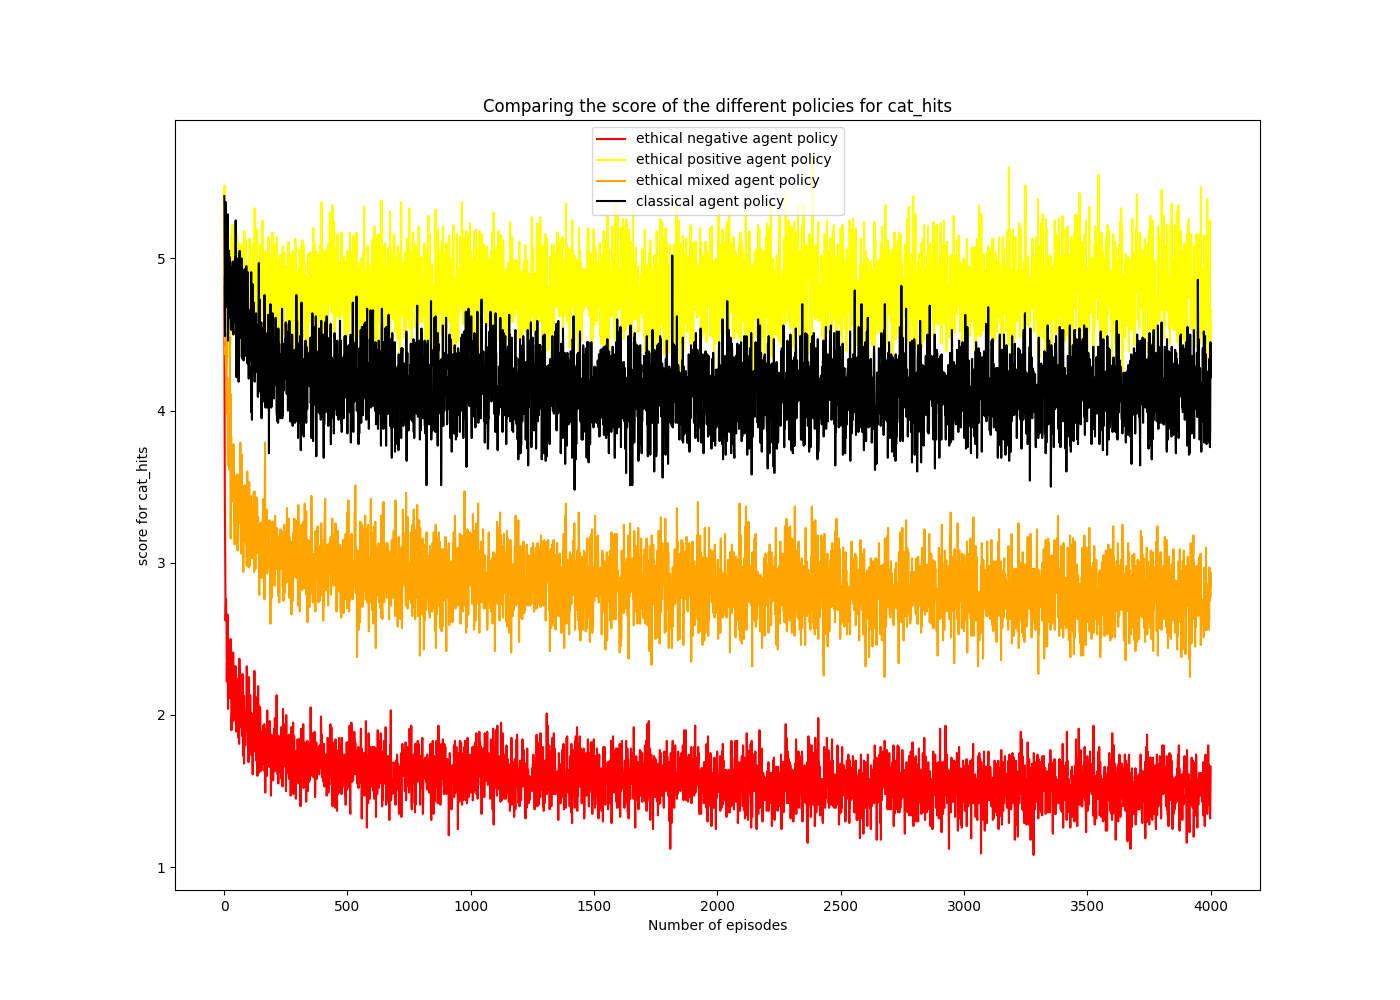 Comparing the score of the different policies for cat_hits
ethical negative agent policy
ethical positive agent policy
ethical mixed agent policy
classical agent policy
score for cat_hits
5
4
3
2
1
0
500
1000
1500
2000
2500
3000
3500
4000
Number of episodes